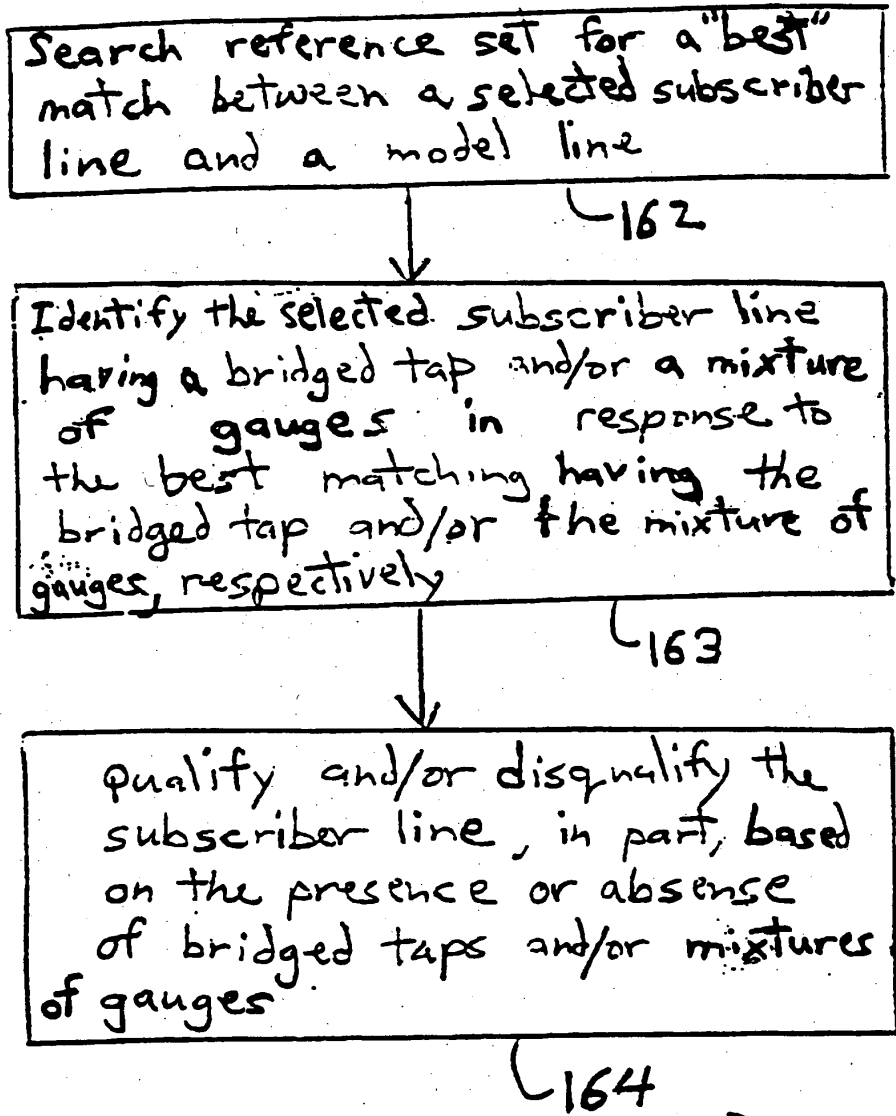 Search reference set for a "best"
match between a selected subscriber
line and a model line
162
Identify the selected subscriber line
having a bridged tap and/or a mixture
of gauges in response to
the best matching having the
bridged tap and/or the mixture of
gauges, respectively
163
Qualify and/or disqualify the
subscriber line, in part, based
on the presence or absense
of bridged taps and/or mixtures
of gauges
164